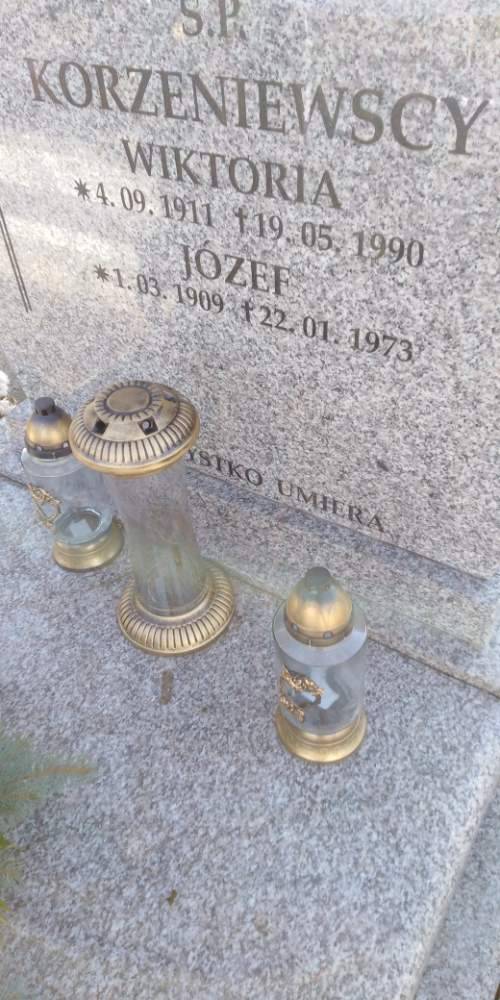 Ś.P.
KORZENIEWSCY
WIKTORIA
*4.09.1911 †19.05.1990
JÓZEF
*1.03.1909 †22.01.1973
UMIERA